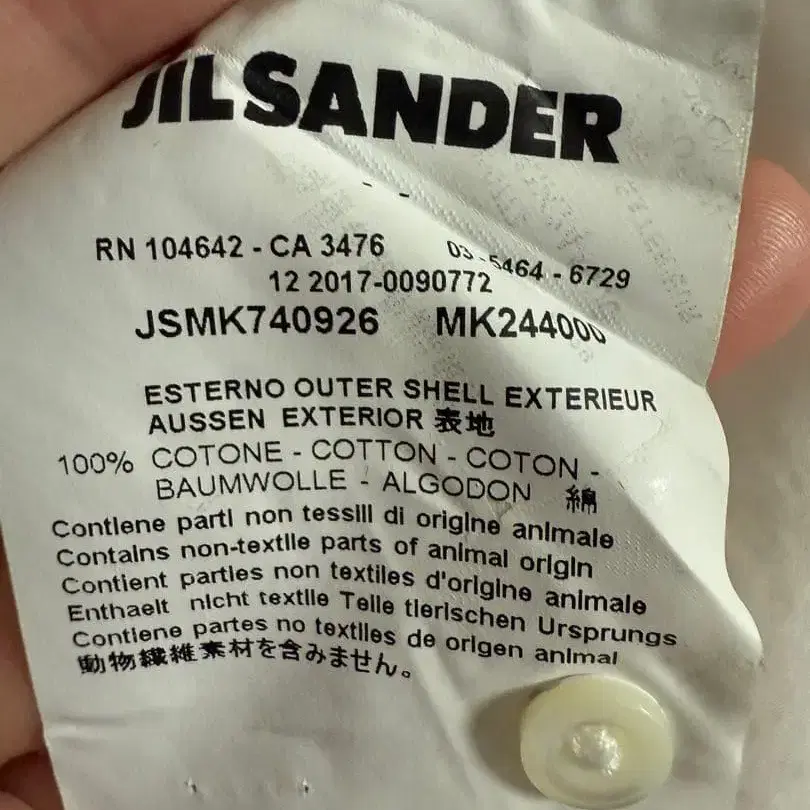 JIL SANDER
- -
RN 104642 - CA 3476 03-5464-6729
12 2017-0090772
JSMK740926 MK244000
ESTERNO OUTER SHELL EXTERIEUR
AUSSEN EXTERIOR 表地
100% COTONE - COTTON - COTON -
BAUMWOLLE - ALGODON 綿
Contiene parti non tessili di origine animale
Contains non-textile parts of animal origin
Contient parties non textiles d'origine animale
Enthaelt nicht textile Teile tierischen Ursprungs
Contiene partes no textiles de origen animal
動物繊維素材を含みません。